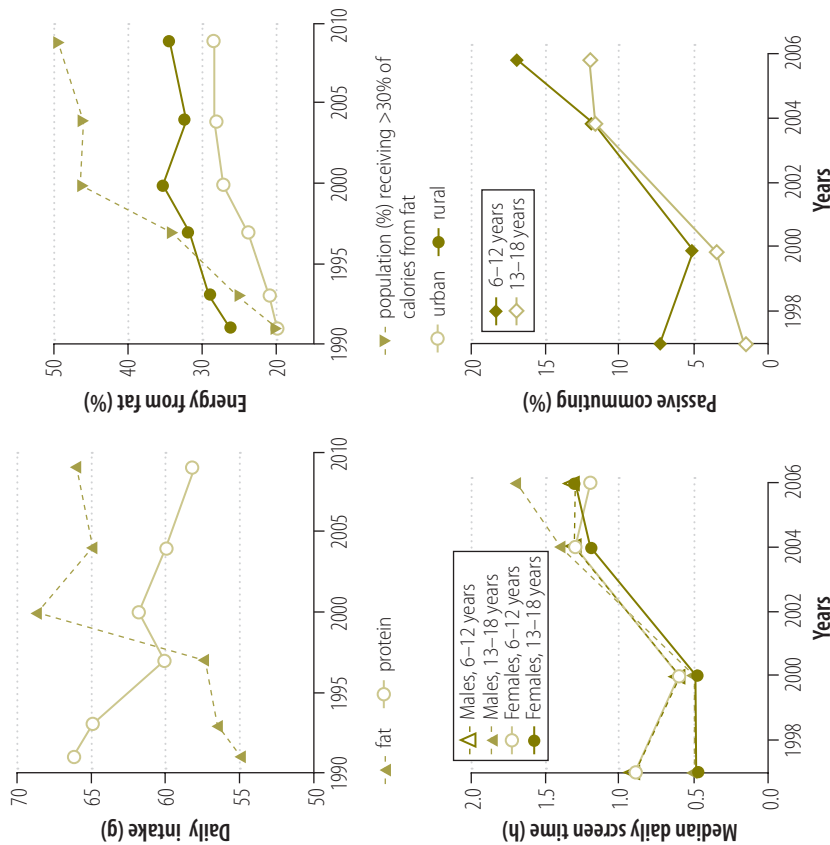 Daily intake (g)
70
65
60
55
50
1990
1995
2000
2005
2010
fat
protein
Energy from fat (%)
50
40
30
20
1990
1995
2000
2005
2010
population (%) receiving >30% of
calories from fat
urban
rural
Median daily screen time (h)
2.0
1.5
1.0
0.5
0.0
Males, 6–12 years
Males, 13–18 years
Females, 6–12 years
Females, 13–18 years
1998
2000
2002
2004
2006
Years
Passive commuting (%)
20
15
10
5
0
6–12 years
13–18 years
1998
2000
2002
2004
2006
Years